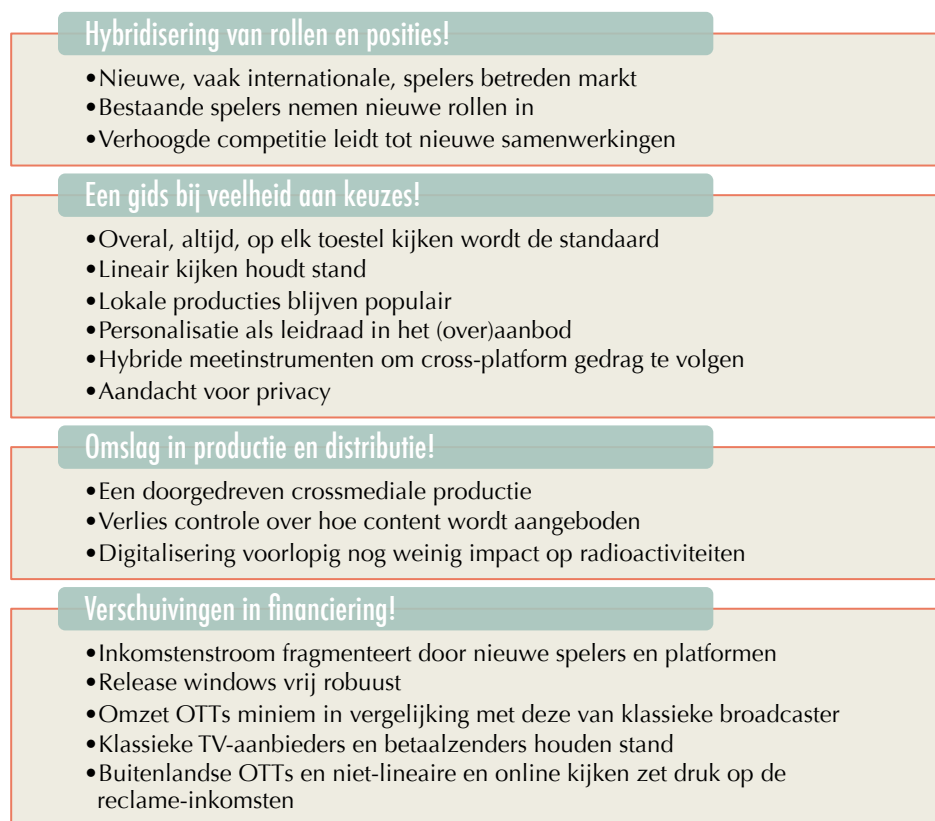 Hybridisering van rollen en posities!
•Nieuwe, vaak internationale, spelers betreden markt
•Bestaande spelers nemen nieuwe rollen in
•Verhoogde competitie leidt tot nieuwe samenwerkingen
Een gids bij veelheid aan keuzes!
•Overal, altijd, op elk toestel kijken wordt de standaard
•Lineair kijken houdt stand
•Lokale producties blijven populair
•Personalisatie als leidraad in het (over)aanbod
•Hybride meetinstrumenten om cross-platform gedrag te volgen
•Aandacht voor privacy
Omslag in productie en distributie!
•Een doorgedreven crossmediale productie
•Verlies controle over hoe content wordt aangeboden
•Digitalisering voorlopig nog weinig impact op radioactiviteiten
Verschuivingen in financiering!
•Inkomstenstroom fragmenteert door nieuwe spelers en platformen
•Release windows vrij robuust
•Omzet OTTs miniem in vergelijking met deze van klassieke broadcaster
•Klassieke TV-aanbieders en betaalzenders houden stand
•Buitenlandse OTTs en niet-lineaire en online kijken zet druk op de
reclame-inkomsten